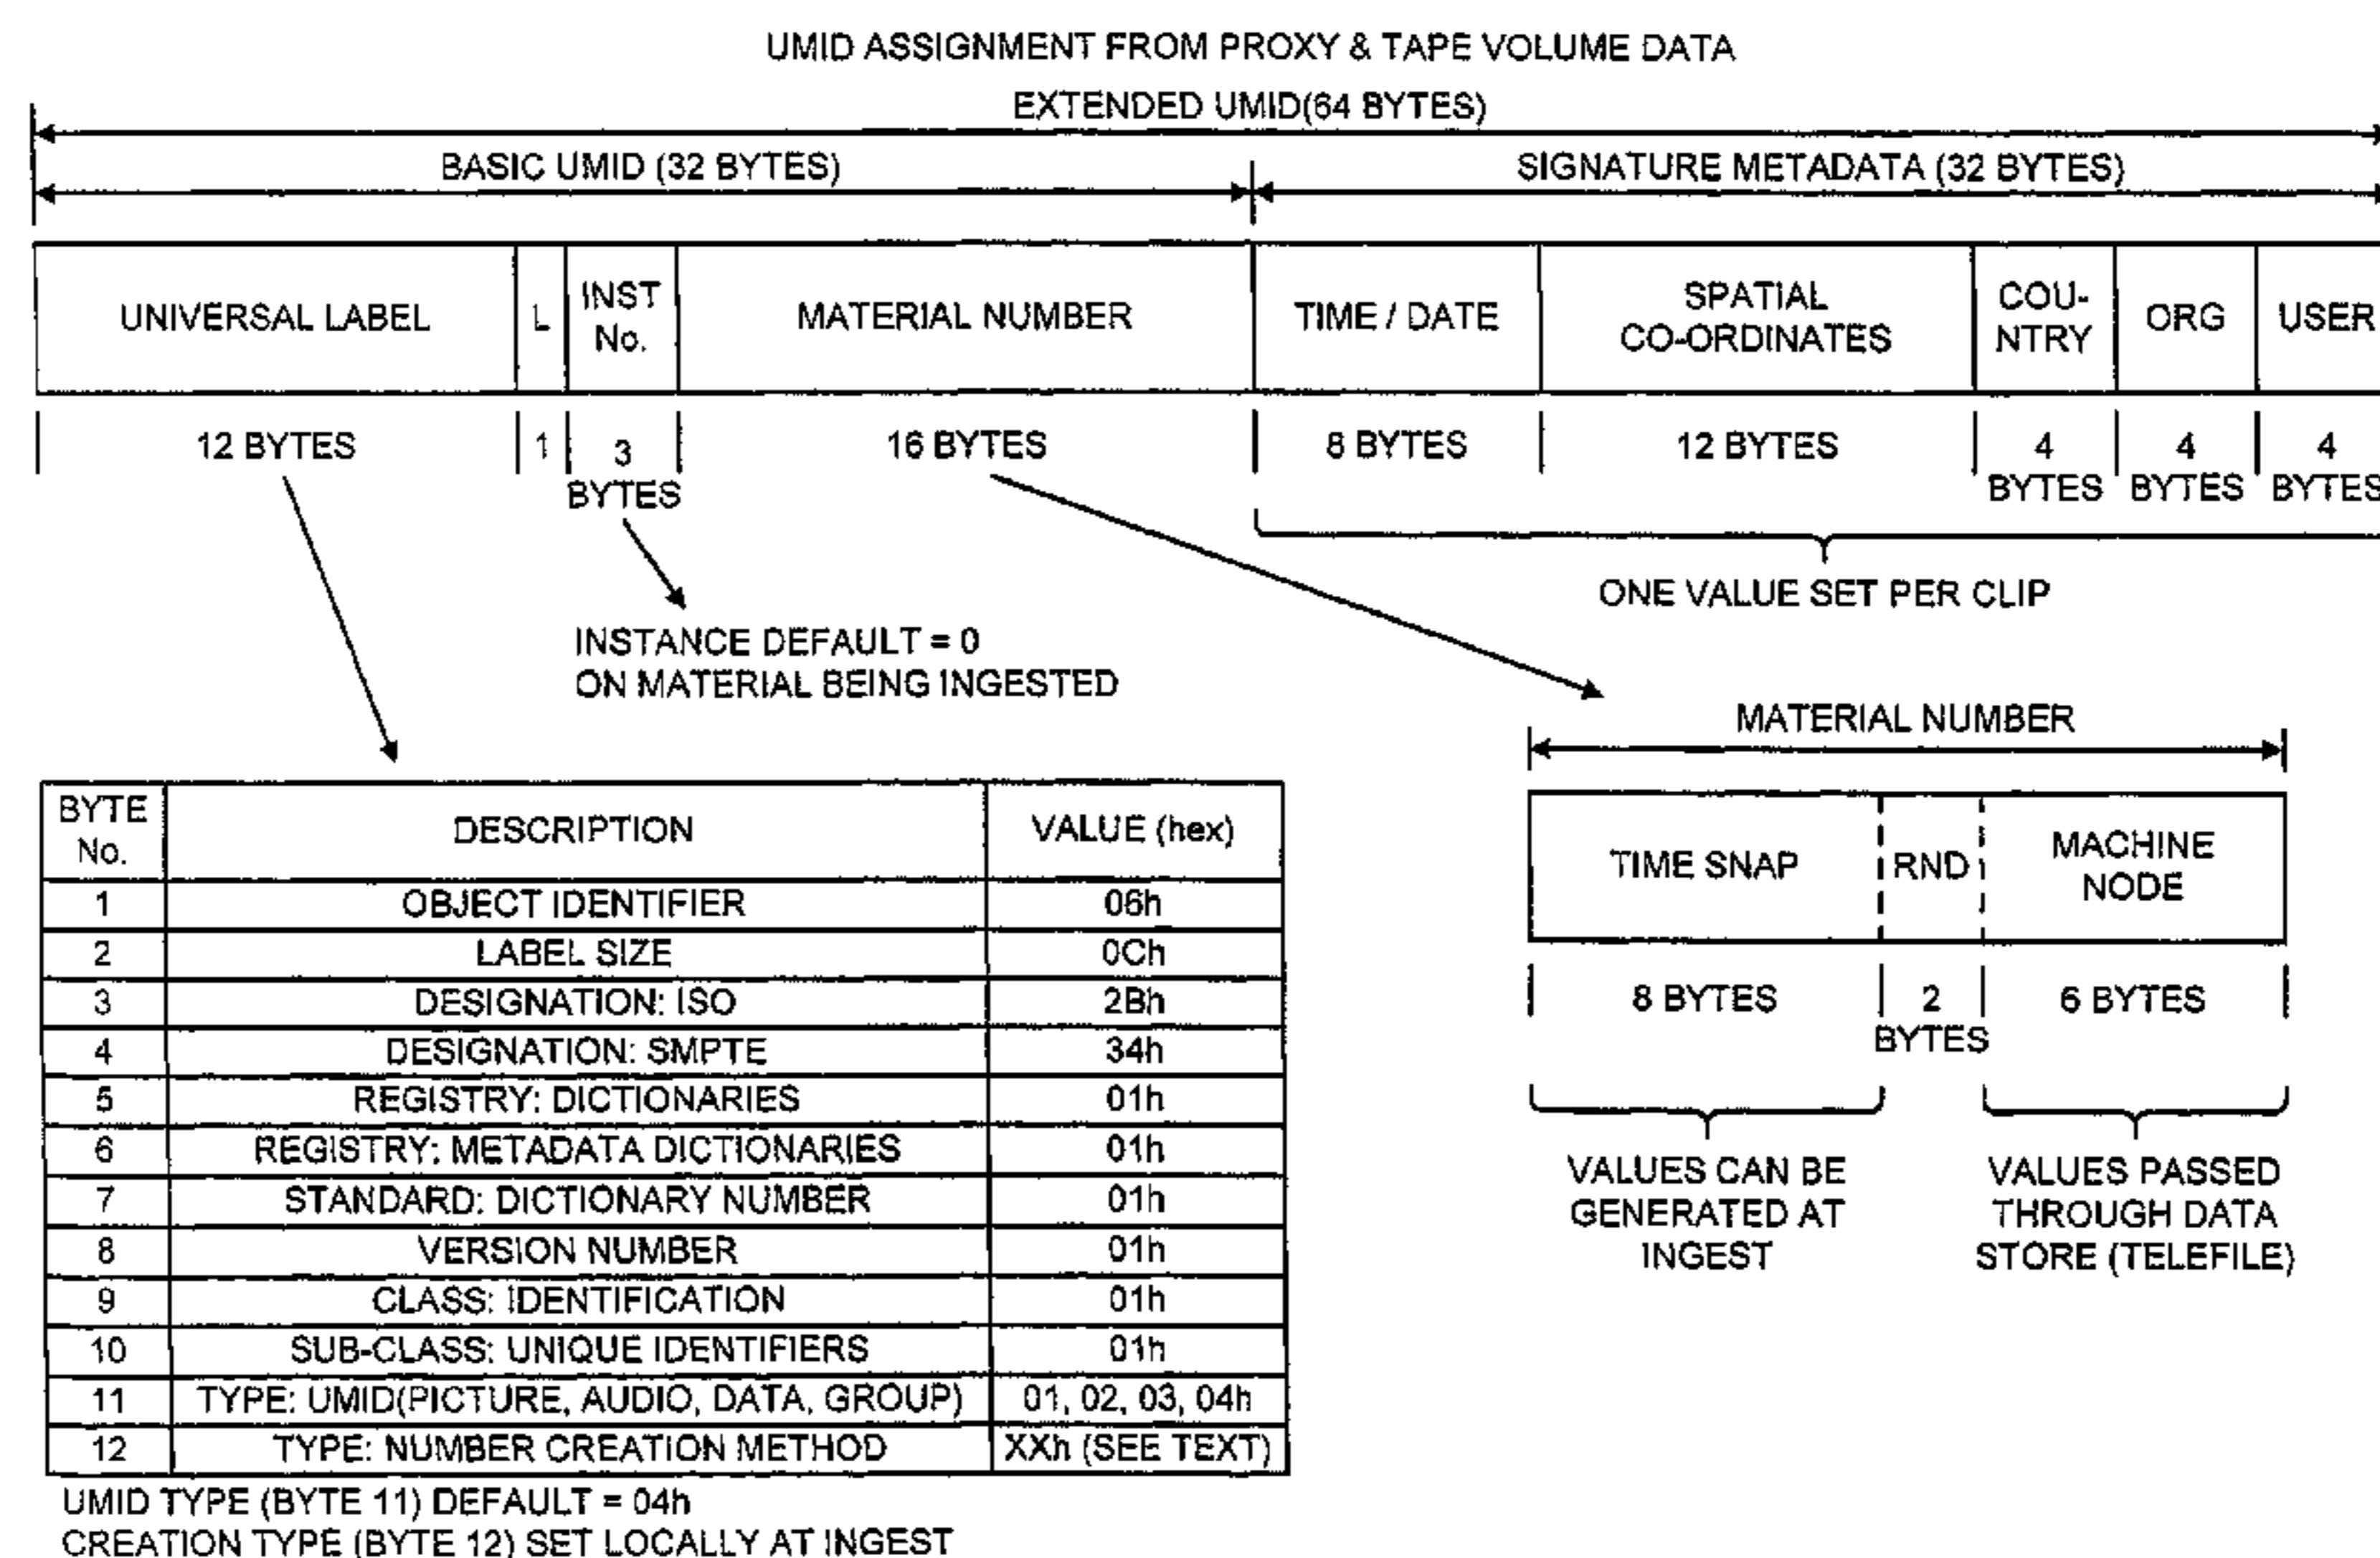 UMID ASSIGNMENT FROM PROXY & TAPE VOLUME DATA
EXTENDED UMID(64 BYTES)
BASIC UMID (32 BYTES)
SIGNATURE METADATA (32 BYTES)
UNIVERSAL LABEL
L
INST
No.
MATERIAL NUMBER
TIME / DATE
SPATIAL
CO-ORDINATES
COU-
NTRY
ORG
USER
12 BYTES
1
3
BYTES
16 BYTES
8 BYTES
12 BYTES
4
BYTES
4
BYTES
4
BYTES
ONE VALUE SET PER CLIP
INSTANCE DEFAULT = 0
ON MATERIAL BEING INGESTED
BYTE
No.
DESCRIPTION
VALUE (hex)
1 OBJECT IDENTIFIER 06h
2 LABEL SIZE 0Ch
3 DESIGNATION: ISO 2Bh
4 DESIGNATION: SMPTE 34h
5 REGISTRY: DICTIONARIES 01h
6 REGISTRY: METADATA DICTIONARIES 01h
7 STANDARD: DICTIONARY NUMBER 01h
8 VERSION NUMBER 01h
9 CLASS: IDENTIFICATION 01h
10 SUB-CLASS: UNIQUE IDENTIFIERS 01h
11 TYPE: UMID(PICTURE, AUDIO, DATA, GROUP) 01, 02, 03, 04h
12 TYPE: NUMBER CREATION METHOD XXh (SEE TEXT)
UMID TYPE (BYTE 11) DEFAULT = 04h
CREATION TYPE (BYTE 12) SET LOCALLY AT INGEST
MATERIAL NUMBER
TIME SNAP
RND
MACHINE
NODE
8 BYTES
2
BYTES
6 BYTES
VALUES CAN BE
GENERATED AT
INGEST
VALUES PASSED
THROUGH DATA
STORE (TELEFILE)